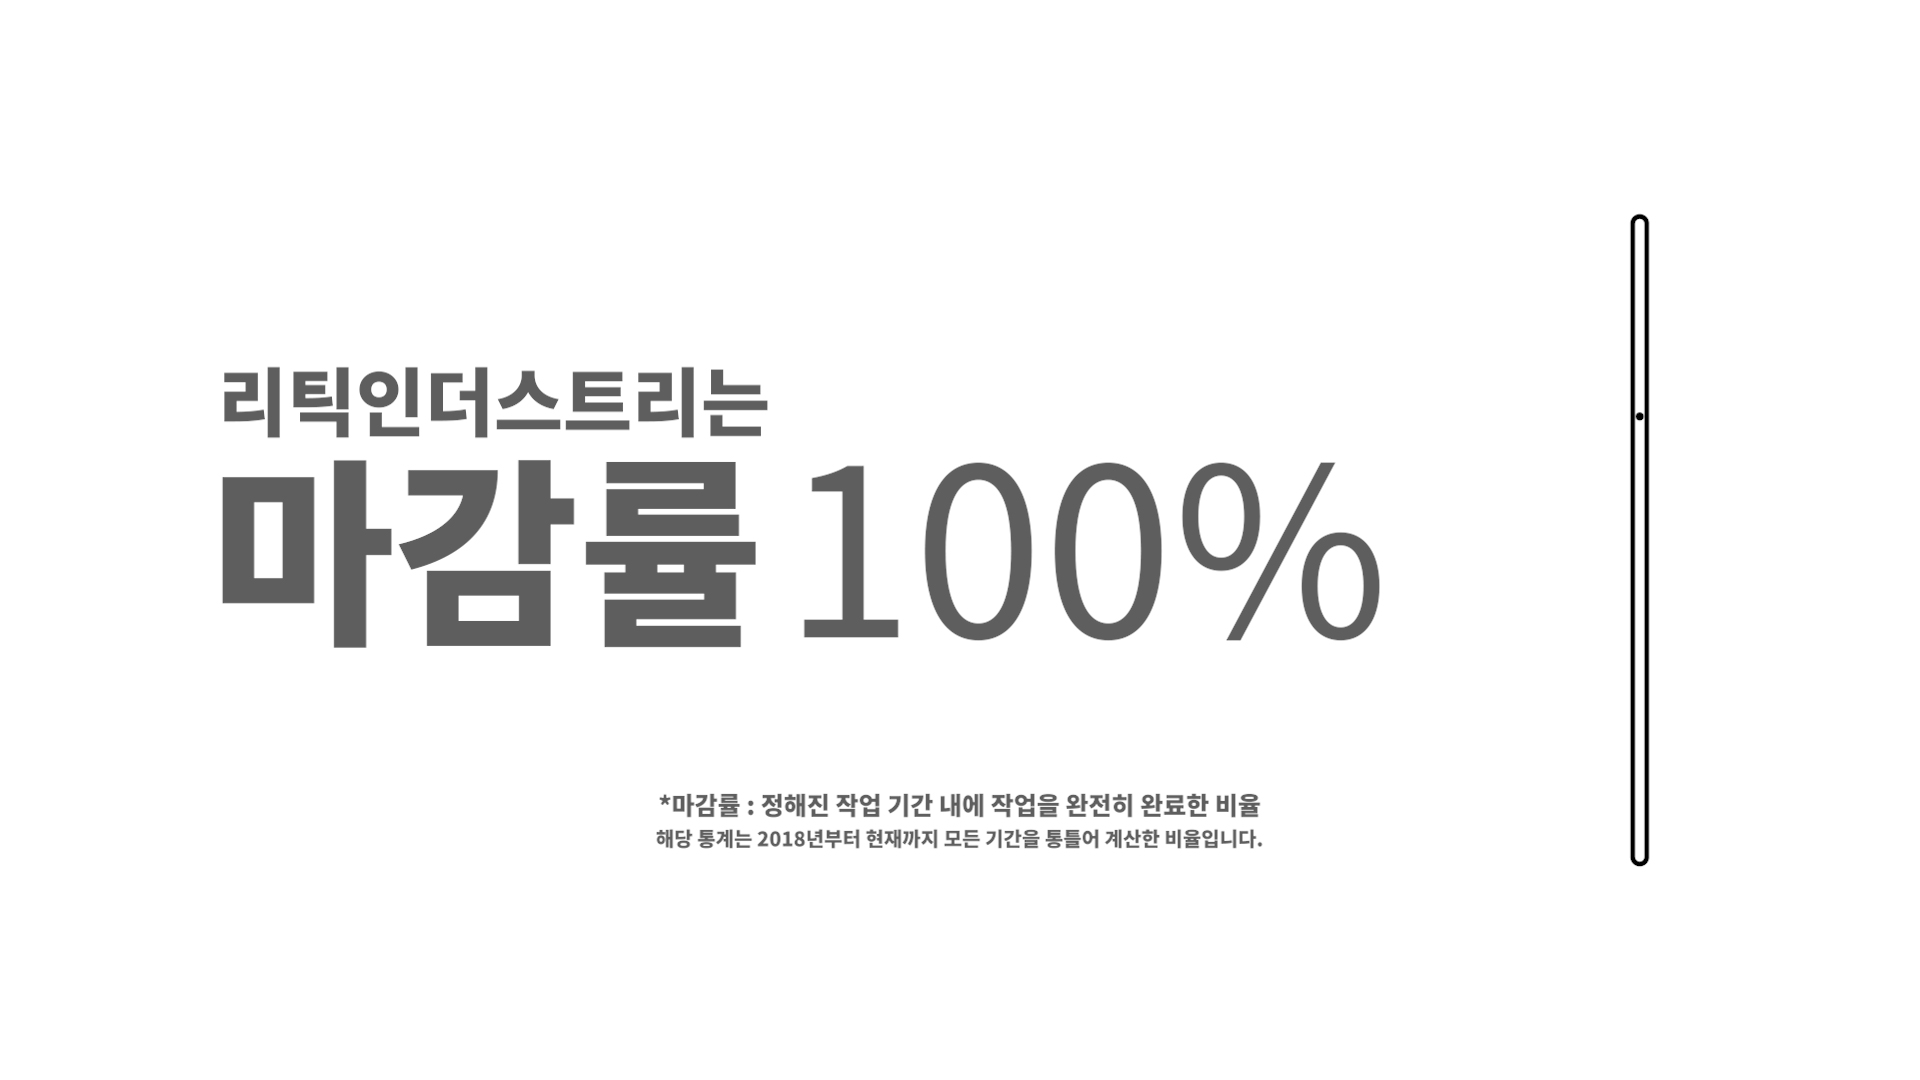 리틱인더스트리는
마감률 100%
*마감률 : 정해진 작업 기간 내에 작업을 완전히 완료한 비율
해당 통계는 2018년부터 현재까지 모든 기간을 통틀어 계산한 비율입니다.